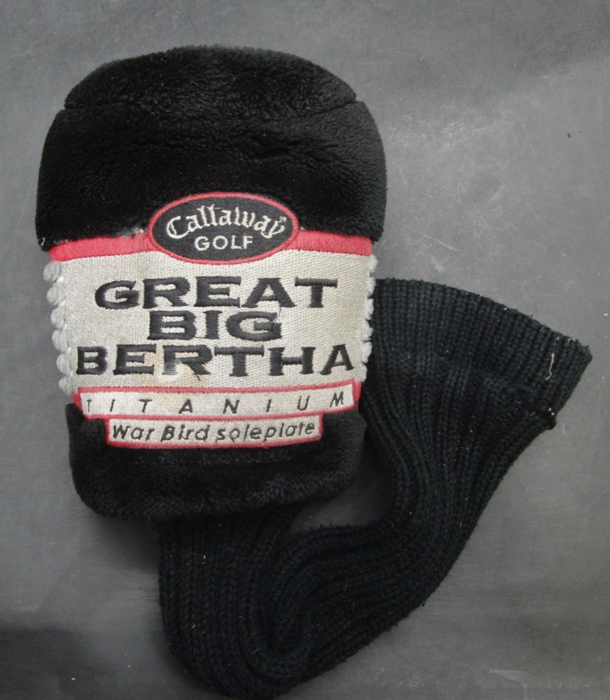 Callaway
GOLF
GREAT
BIG
BERTHA
TITANIUM
War Bird soleplate